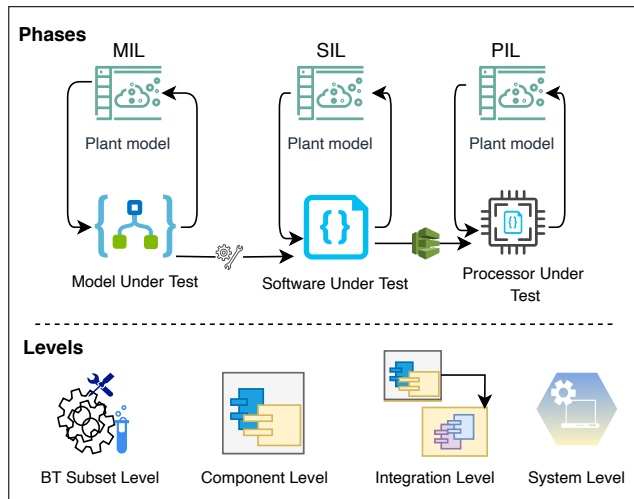 Phases
MIL
SIL
PIL
Plant model
Plant model
Plant model
Model Under Test
Software Under Test
Processor Under
Test
Levels
BT Subset Level
Component Level
Integration Level
System Level